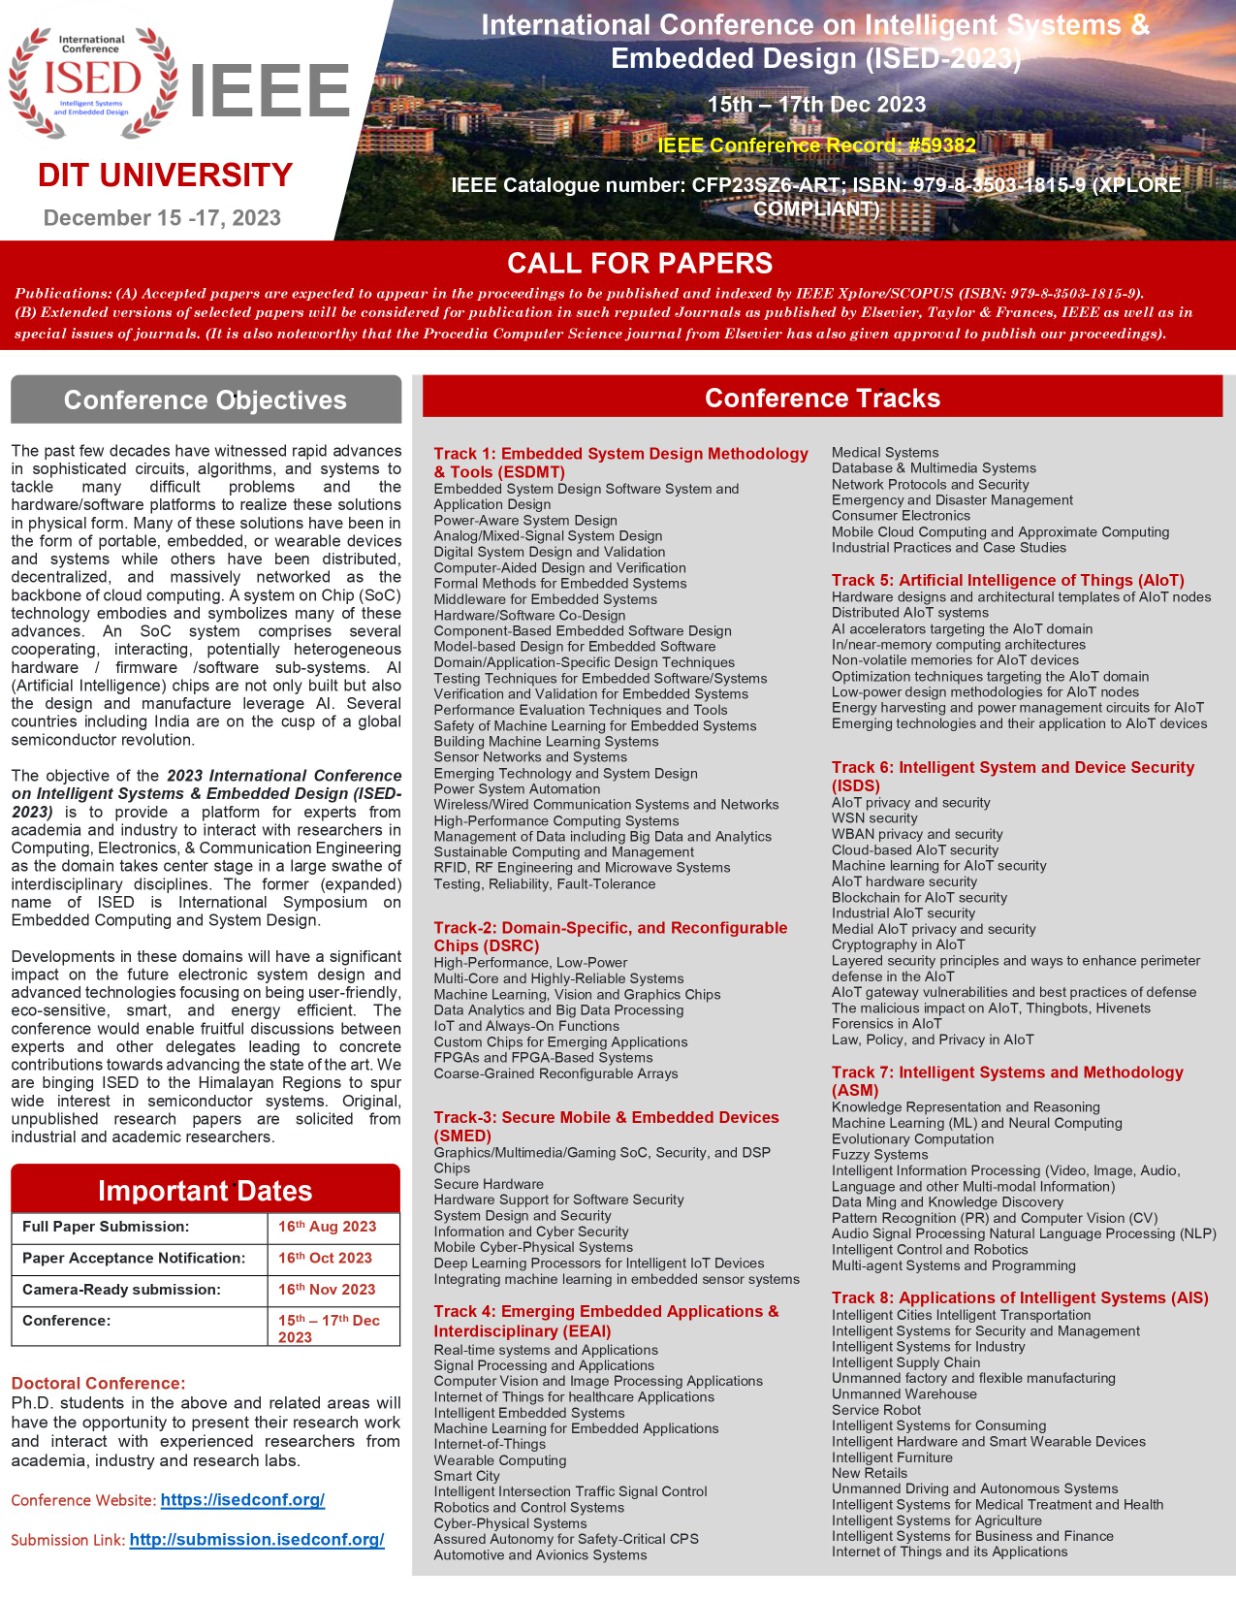 International
Conference
ISED
Intelligent Systems
and Embedded Design
IEEE
DIT UNIVERSITY
December 15 -17, 2023
International Conference on Intelligent Systems &
Embedded Design (ISED-2023)
15th – 17th Dec 2023
IEEE Conference Record: #59382
IEEE Catalogue number: CFP23SZ6-ART; ISBN: 979-8-3503-1815-9 (XPLORE
COMPLIANT)
CALL FOR PAPERS
Publications: (A) Accepted papers are expected to appear in the proceedings to be published and indexed by IEEE Xplore/SCOPUS (ISBN: 979-8-3503-1815-9).
(B) Extended versions of selected papers will be considered for publication in such reputed Journals as published by Elsevier, Taylor & Frances, IEEE as well as in
special issues of journals. (It is also noteworthy that the Procedia Computer Science journal from Elsevier has also given approval to publish our proceedings).
Conference Objectives
The past few decades have witnessed rapid advances
in sophisticated circuits, algorithms, and systems to
tackle many difficult problems and the
hardware/software platforms to realize these solutions
in physical form. Many of these solutions have been in
the form of portable, embedded, or wearable devices
and systems while others have been distributed,
decentralized, and massively networked as the
backbone of cloud computing. A system on Chip (SoC)
technology embodies and symbolizes many of these
advances. An SoC system comprises several
cooperating, interacting, potentially heterogeneous
hardware / firmware /software sub-systems. AI
(Artificial Intelligence) chips are not only built but also
the design and manufacture leverage AI. Several
countries including India are on the cusp of a global
semiconductor revolution.
The objective of the 2023 International Conference
on Intelligent Systems & Embedded Design (ISED-
2023) is to provide a platform for experts from
academia and industry to interact with researchers in
Computing, Electronics, & Communication Engineering
as the domain takes center stage in a large swathe of
interdisciplinary disciplines. The former (expanded)
name of ISED is International Symposium on
Embedded Computing and System Design.
Developments in these domains will have a significant
impact on the future electronic system design and
advanced technologies focusing on being user-friendly,
eco-sensitive, smart, and energy efficient. The
conference would enable fruitful discussions between
experts and other delegates leading to concrete
contributions towards advancing the state of the art. We
are binging ISED to the Himalayan Regions to spur
wide interest in semiconductor systems. Original,
unpublished research papers are solicited from
industrial and academic researchers.
Important Dates
Full Paper Submission: 16th Aug 2023
Paper Acceptance Notification: 16th Oct 2023
Camera-Ready submission: 16th Nov 2023
Conference: 15th – 17th Dec
2023
Doctoral Conference:
Ph.D. students in the above and related areas will
have the opportunity to present their research work
and interact with experienced researchers from
academia, industry and research labs.
Conference Website: https://isedconf.org/
Submission Link: http://submission.isedconf.org/
Conference Tracks
Track 1: Embedded System Design Methodology
& Tools (ESDMT)
Embedded System Design Software System and
Application Design
Power-Aware System Design
Analog/Mixed-Signal System Design
Digital System Design and Validation
Computer-Aided Design and Verification
Formal Methods for Embedded Systems
Middleware for Embedded Systems
Hardware/Software Co-Design
Component-Based Embedded Software Design
Model-based Design for Embedded Software
Domain/Application-Specific Design Techniques
Testing Techniques for Embedded Software/Systems
Verification and Validation for Embedded Systems
Performance Evaluation Techniques and Tools
Safety of Machine Learning for Embedded Systems
Building Machine Learning Systems
Sensor Networks and Systems
Emerging Technology and System Design
Power System Automation
Wireless/Wired Communication Systems and Networks
High-Performance Computing Systems
Management of Data including Big Data and Analytics
Sustainable Computing and Management
RFID, RF Engineering and Microwave Systems
Testing, Reliability, Fault-Tolerance
Track-2: Domain-Specific, and Reconfigurable
Chips (DSRC)
High-Performance, Low-Power
Multi-Core and Highly-Reliable Systems
Machine Learning, Vision and Graphics Chips
Data Analytics and Big Data Processing
IoT and Always-On Functions
Custom Chips for Emerging Applications
FPGAs and FPGA-Based Systems
Coarse-Grained Reconfigurable Arrays
Track-3: Secure Mobile & Embedded Devices
(SMED)
Graphics/Multimedia/Gaming SoC, Security, and DSP
Chips
Secure Hardware
Hardware Support for Software Security
System Design and Security
Information and Cyber Security
Mobile Cyber-Physical Systems
Deep Learning Processors for Intelligent IoT Devices
Integrating machine learning in embedded sensor systems
Track 4: Emerging Embedded Applications &
Interdisciplinary (EEAI)
Real-time systems and Applications
Signal Processing and Applications
Computer Vision and Image Processing Applications
Internet of Things for healthcare Applications
Intelligent Embedded Systems
Machine Learning for Embedded Applications
Internet-of-Things
Wearable Computing
Smart City
Intelligent Intersection Traffic Signal Control
Robotics and Control Systems
Cyber-Physical Systems
Assured Autonomy for Safety-Critical CPS
Automotive and Avionics Systems
Medical Systems
Database & Multimedia Systems
Network Protocols and Security
Emergency and Disaster Management
Consumer Electronics
Mobile Cloud Computing and Approximate Computing
Industrial Practices and Case Studies
Track 5: Artificial Intelligence of Things (AIoT)
Hardware designs and architectural templates of AIoT nodes
Distributed AIoT systems
AI accelerators targeting the AIoT domain
In/near-memory computing architectures
Non-volatile memories for AIoT devices
Optimization techniques targeting the AIoT domain
Low-power design methodologies for AIoT nodes
Energy harvesting and power management circuits for AIoT
Emerging technologies and their application to AIoT devices
Track 6: Intelligent System and Device Security
(ISDS)
AIoT privacy and security
WSN security
WBAN privacy and security
Cloud-based AIoT security
Machine learning for AIoT security
AIoT hardware security
Blockchain for AIoT security
Industrial AIoT security
Medial AIoT privacy and security
Cryptography in AIoT
Layered security principles and ways to enhance perimeter
defense in the AIoT
AIoT gateway vulnerabilities and best practices of defense
The malicious impact on AIoT, Thingbots, Hivenets
Forensics in AIoT
Law, Policy, and Privacy in AIoT
Track 7: Intelligent Systems and Methodology
(ASM)
Knowledge Representation and Reasoning
Machine Learning (ML) and Neural Computing
Evolutionary Computation
Fuzzy Systems
Intelligent Information Processing (Video, Image, Audio,
Language and other Multi-modal Information)
Data Ming and Knowledge Discovery
Pattern Recognition (PR) and Computer Vision (CV)
Audio Signal Processing Natural Language Processing (NLP)
Intelligent Control and Robotics
Multi-agent Systems and Programming
Track 8: Applications of Intelligent Systems (AIS)
Intelligent Cities Intelligent Transportation
Intelligent Systems for Security and Management
Intelligent Systems for Industry
Intelligent Supply Chain
Unmanned factory and flexible manufacturing
Unmanned Warehouse
Service Robot
Intelligent Systems for Consuming
Intelligent Hardware and Smart Wearable Devices
Intelligent Furniture
New Retails
Unmanned Driving and Autonomous Systems
Intelligent Systems for Medical Treatment and Health
Intelligent Systems for Agriculture
Intelligent Systems for Business and Finance
Internet of Things and its Applications